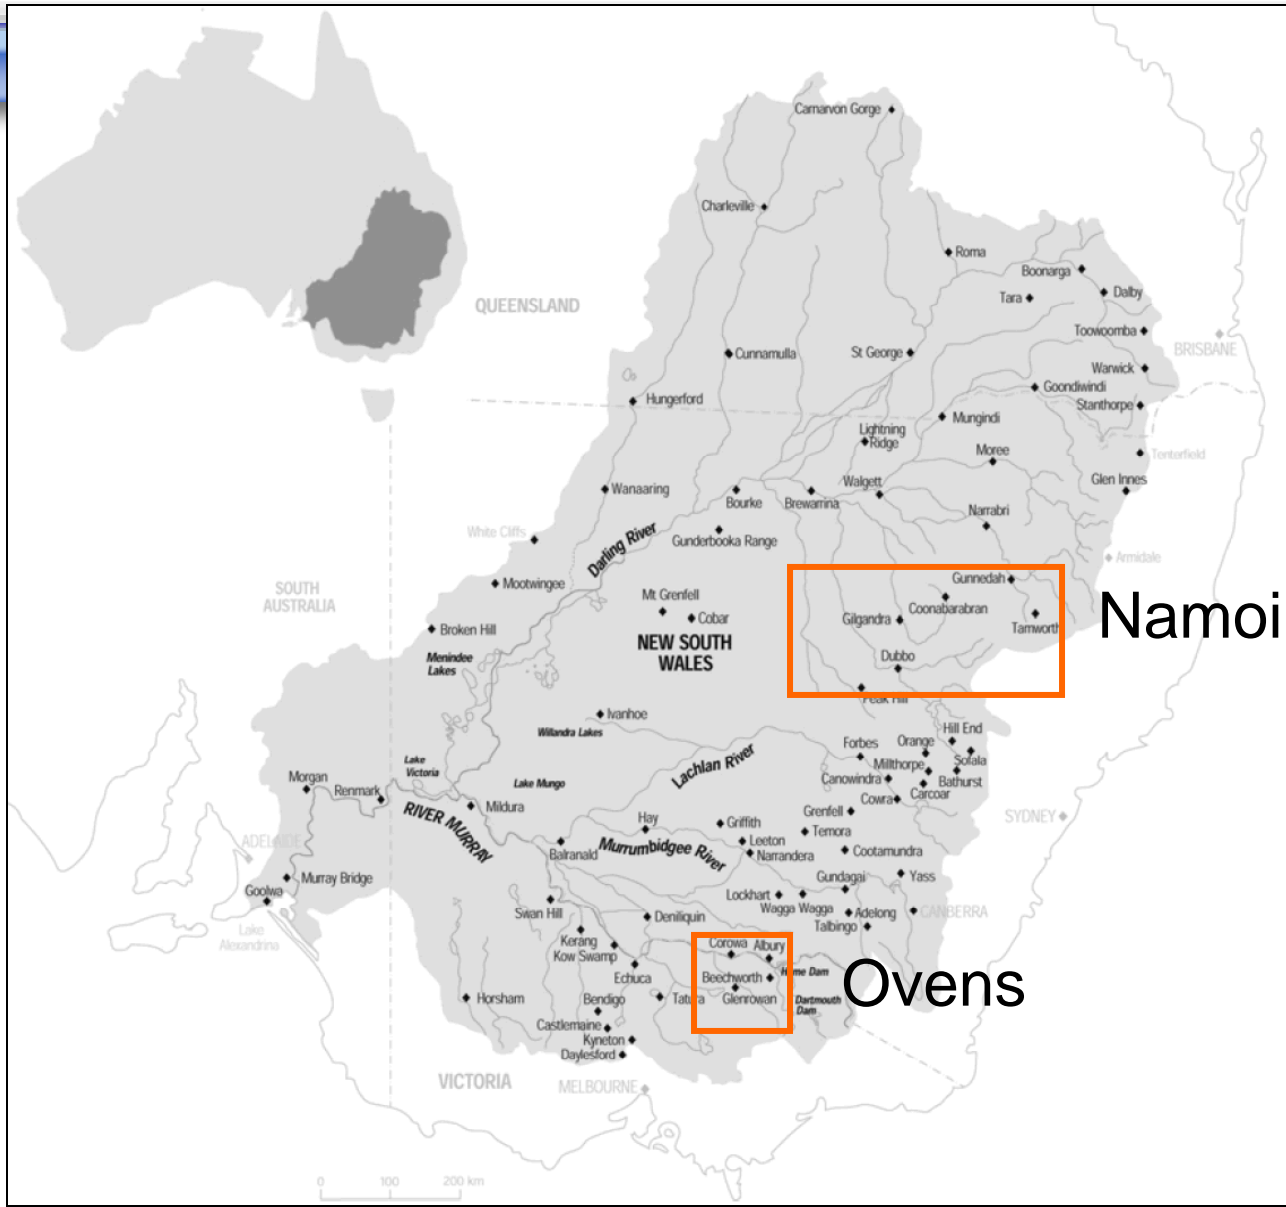 Carnarvon Gorge
Charleville
Roma
Boonarga
Tara
Dalby
QUEENSLAND
Toowoomba
BRISBANE
Cunnamulla
St George
Warwick
Goondiwindi
Hungerford
Stanthorpe
Mungindi
Lightning
Ridge
Moree
Tenterfield
Glen Innes
Walgett
Wanaaring
Bourke
Brewarrina
Narrabri
White Cliffs
Darling River
Gunderbooka Range
Armidale
SOUTH
AUSTRALIA
Mootwingee
Gunnedah
Mt Grenfell
Coonabarabran
Namoi
Cobar
Gilgandra
Tamworth
Broken Hill
NEW SOUTH
WALES
Menindee
Lakes
Dubbo
Peak Hill
Ivanhoe
Willandra Lakes
Hill End
Forbes
Orange
Sofala
Lachlan River
Millthorpe
Lake
Victoria
Morgan
Renmark
Lake Mungo
Canowindra
Bathurst
Carcoar
Cowra
RIVER MURRAY
Mildura
Grenfell
SYDNEY
Hay
Griffith
Temora
ADELAIDE
Balranald
Murrumbidgee River
Leeton
Narrandera
Cootamundra
Murray Bridge
Gundagai
Yass
Goolwa
Lockhart
Wagga Wagga
Swan Hill
Deniliquin
Adelong
CANBERRA
Talbingo
Lake
Alexandrina
Kerang
Kow Swamp
Corowa
Albury
Echuca
Beechworth
Hume Dam
Ovens
Horsham
Bendigo
Tatura
Glenrowan
Dartmouth
Dam
Castlemaine
Kyneton
Daylesford
VICTORIA
MELBOURNE
0 100 200 km